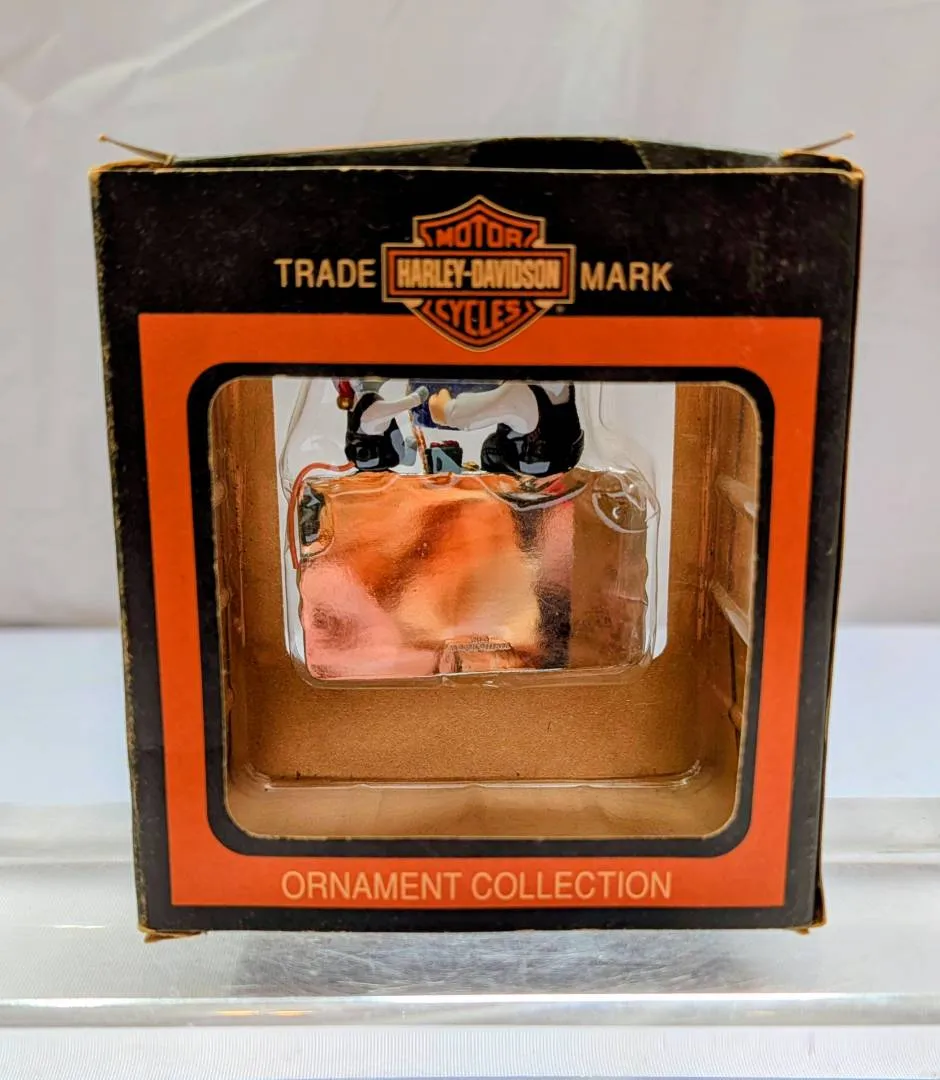 MOTOR
TRADE HARLEY-DAVIDSON MARK
CYCLES
ORNAMENT COLLECTION